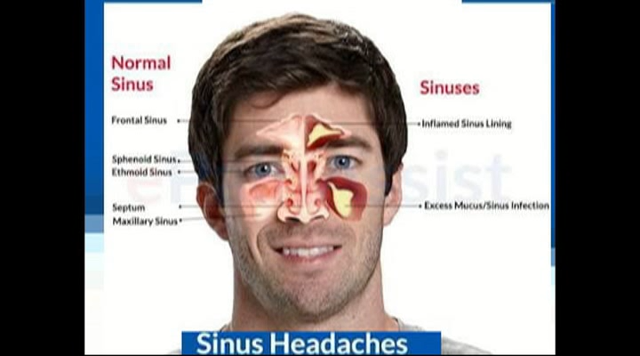 Normal
Sinus
Sinuses
Frontal Sinus
Inflamed Sinus Lining
Sphenoid Sinus
Ethmoid Sinus
Septum
Excess Mucus/Sinus Infection
Maxillary Sinus
Sinus Headaches